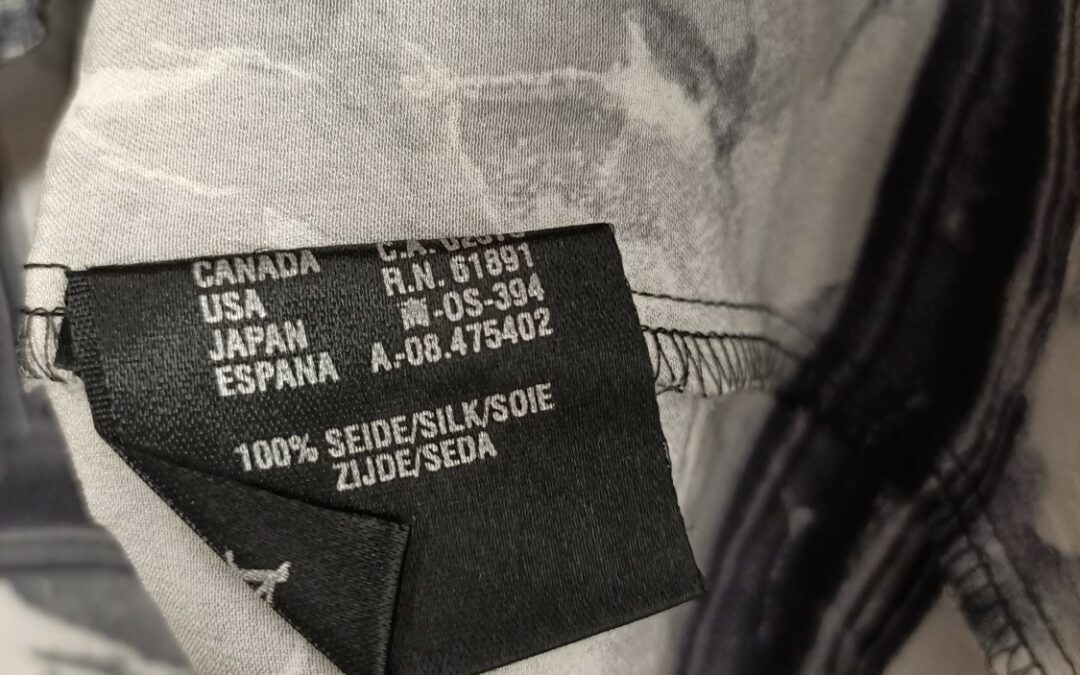 CANADA C.A.
USA R.N. 61891
JAPAN -OS-394
ESPANA A.-08.475402
100% SEIDE/SILK/SOIE
ZIJDE/SEDA